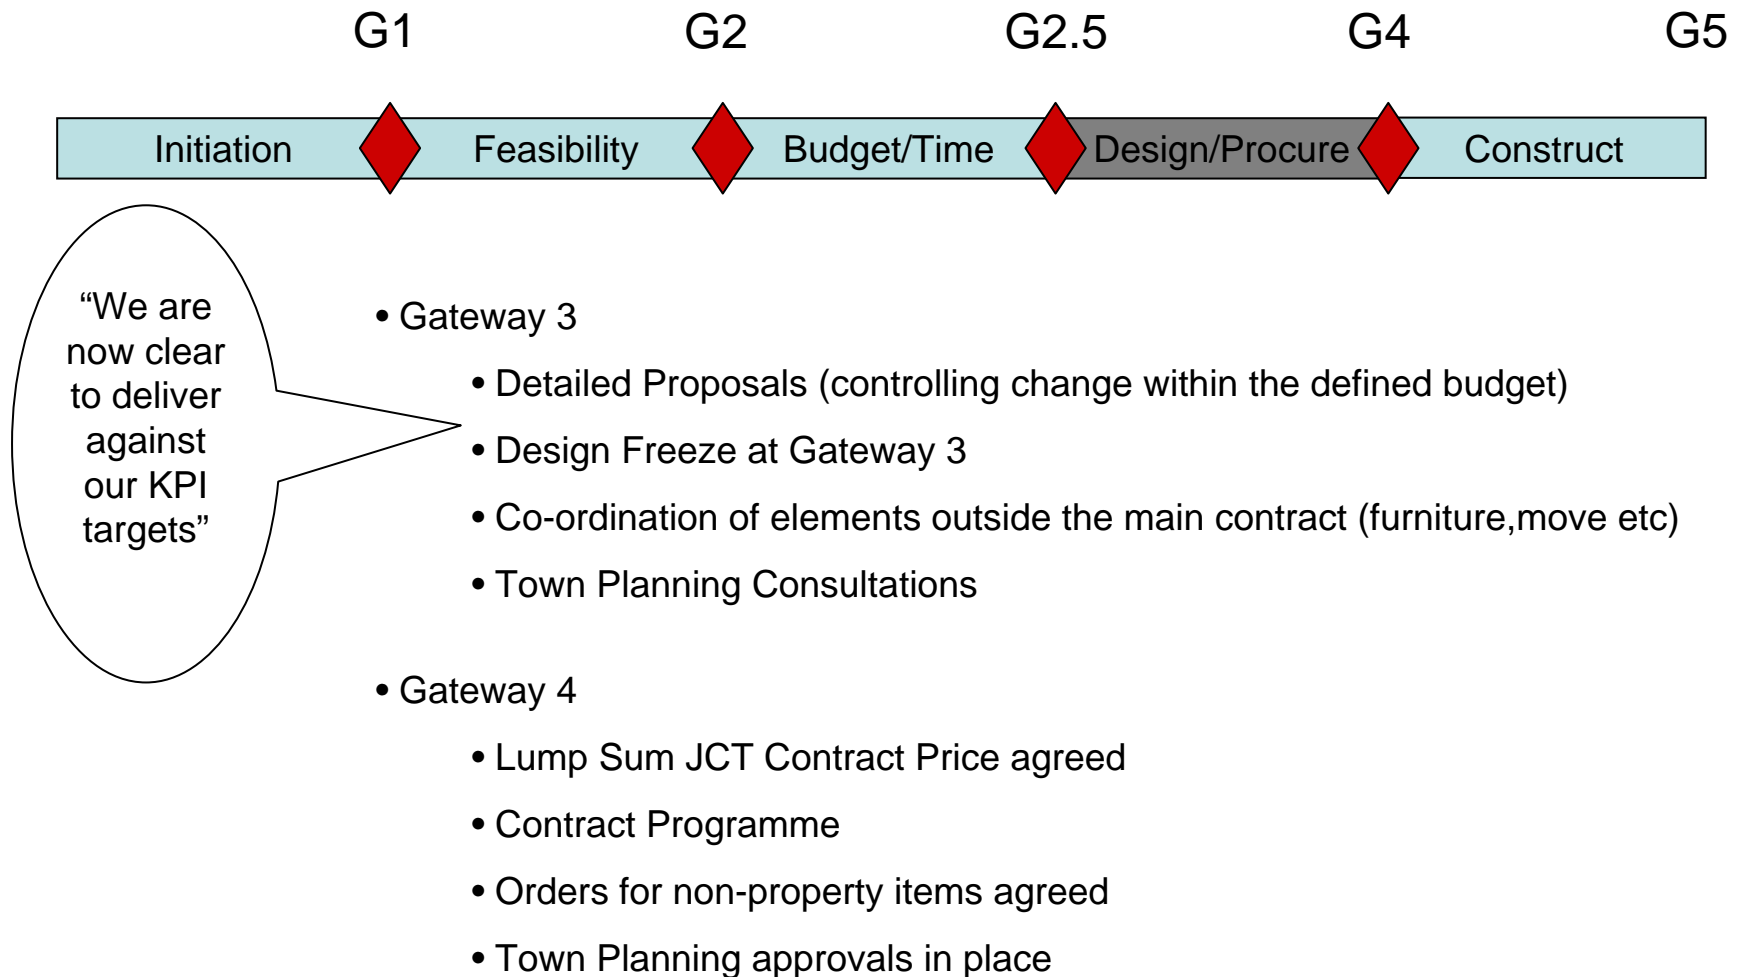 G1 G2 G2.5 G4 G5
Initiation Feasibility Budget/Time Design/Procure Construct
“We are
now clear
to deliver
against
our KPI
targets”
• Gateway 3
• Detailed Proposals (controlling change within the defined budget)
• Design Freeze at Gateway 3
• Co-ordination of elements outside the main contract (furniture,move etc)
• Town Planning Consultations
• Gateway 4
• Lump Sum JCT Contract Price agreed
• Contract Programme
• Orders for non-property items agreed
• Town Planning approvals in place